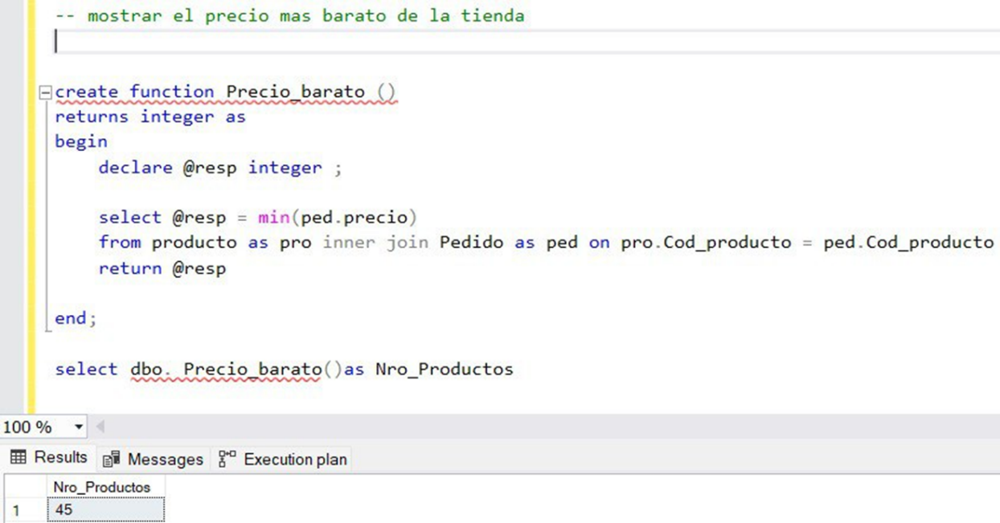 -- mostrar el precio mas barato de la tienda
create function Precio_barato ()
returns integer as
begin
declare @resp integer ;
select @resp = min(ped.precio)
from producto as pro inner join Pedido as ped on pro.Cod_producto = ped.Cod_producto
return @resp
end;
select dbo. Precio_barato()as Nro_Productos
100 %
Results Messages Execution plan
Nro_Productos
1 45